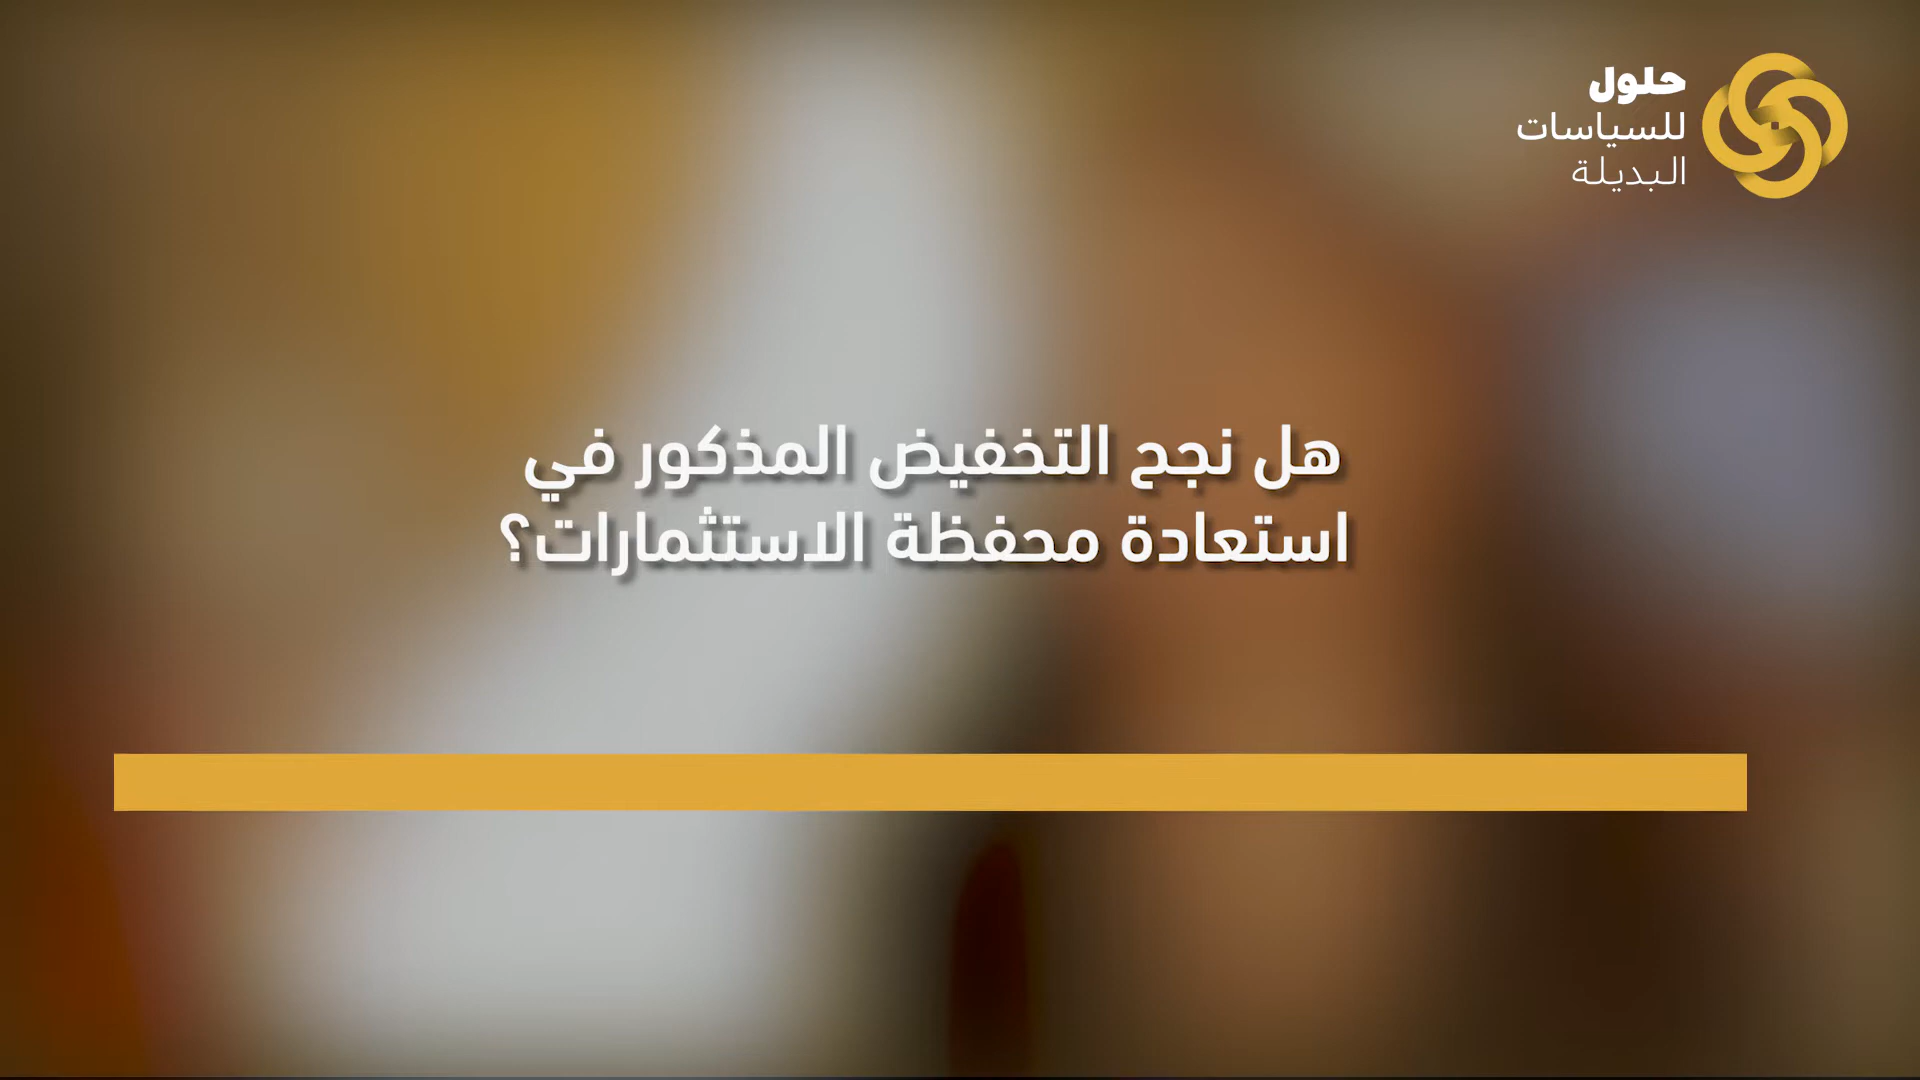 حلول
للسياسات
البديلة
هل نجح التخفيض المذكور في
استعادة محفظة الاستثمارات؟